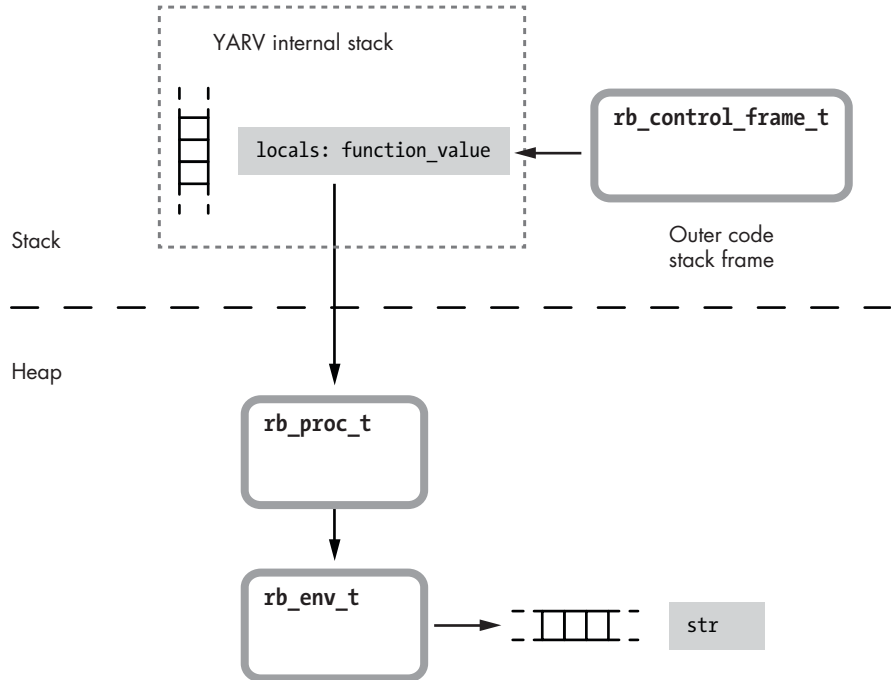 YARV internal stack
rb_control_frame_t
locals: function_value
Stack
Outer code
stack frame
Heap
rb_proc_t
rb_env_t
str